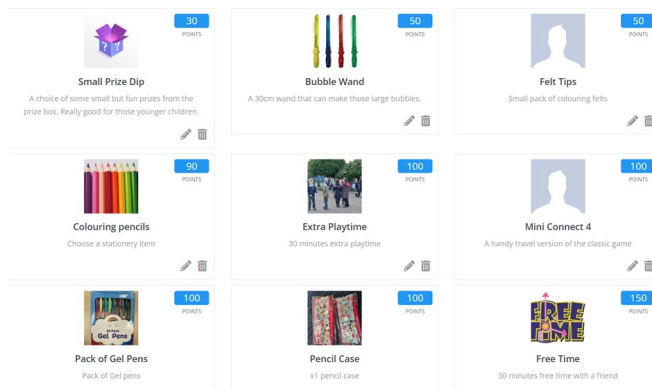 30
POINTS
Small Prize Dip
A choice of some small but fun prizes from the
prize box. Really good for those younger children.
50
POINTS
Bubble Wand
A 30cm wand that can make those large bubbles.
50
POINTS
Felt Tips
Small pack of colouring felts
90
POINTS
Colouring pencils
Choose a stationery item
100
POINTS
Extra Playtime
30 minutes extra playtime
100
POINTS
Mini Connect 4
A handy travel version of the classic game
100
POINTS
Gel Pens
Pack of Gel Pens
Pack of Gel pens
100
POINTS
Pencil Case
x1 pencil case
150
POINTS
FREE
TIME
Free Time
30 minutes free time with a friend